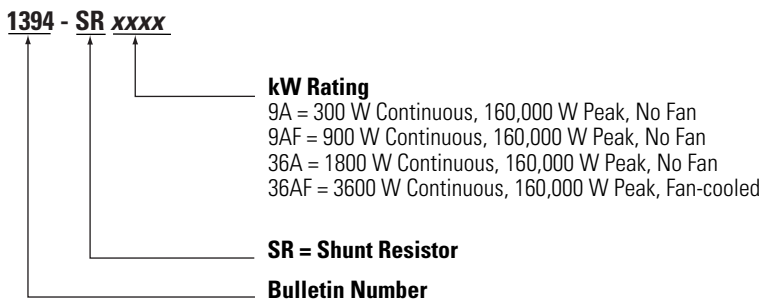 1394 - SR xxxx
kW Rating
9A = 300 W Continuous, 160,000 W Peak, No Fan
9AF = 900 W Continuous, 160,000 W Peak, No Fan
36A = 1800 W Continuous, 160,000 W Peak, No Fan
36AF = 3600 W Continuous, 160,000 W Peak, Fan-cooled
SR = Shunt Resistor
Bulletin Number